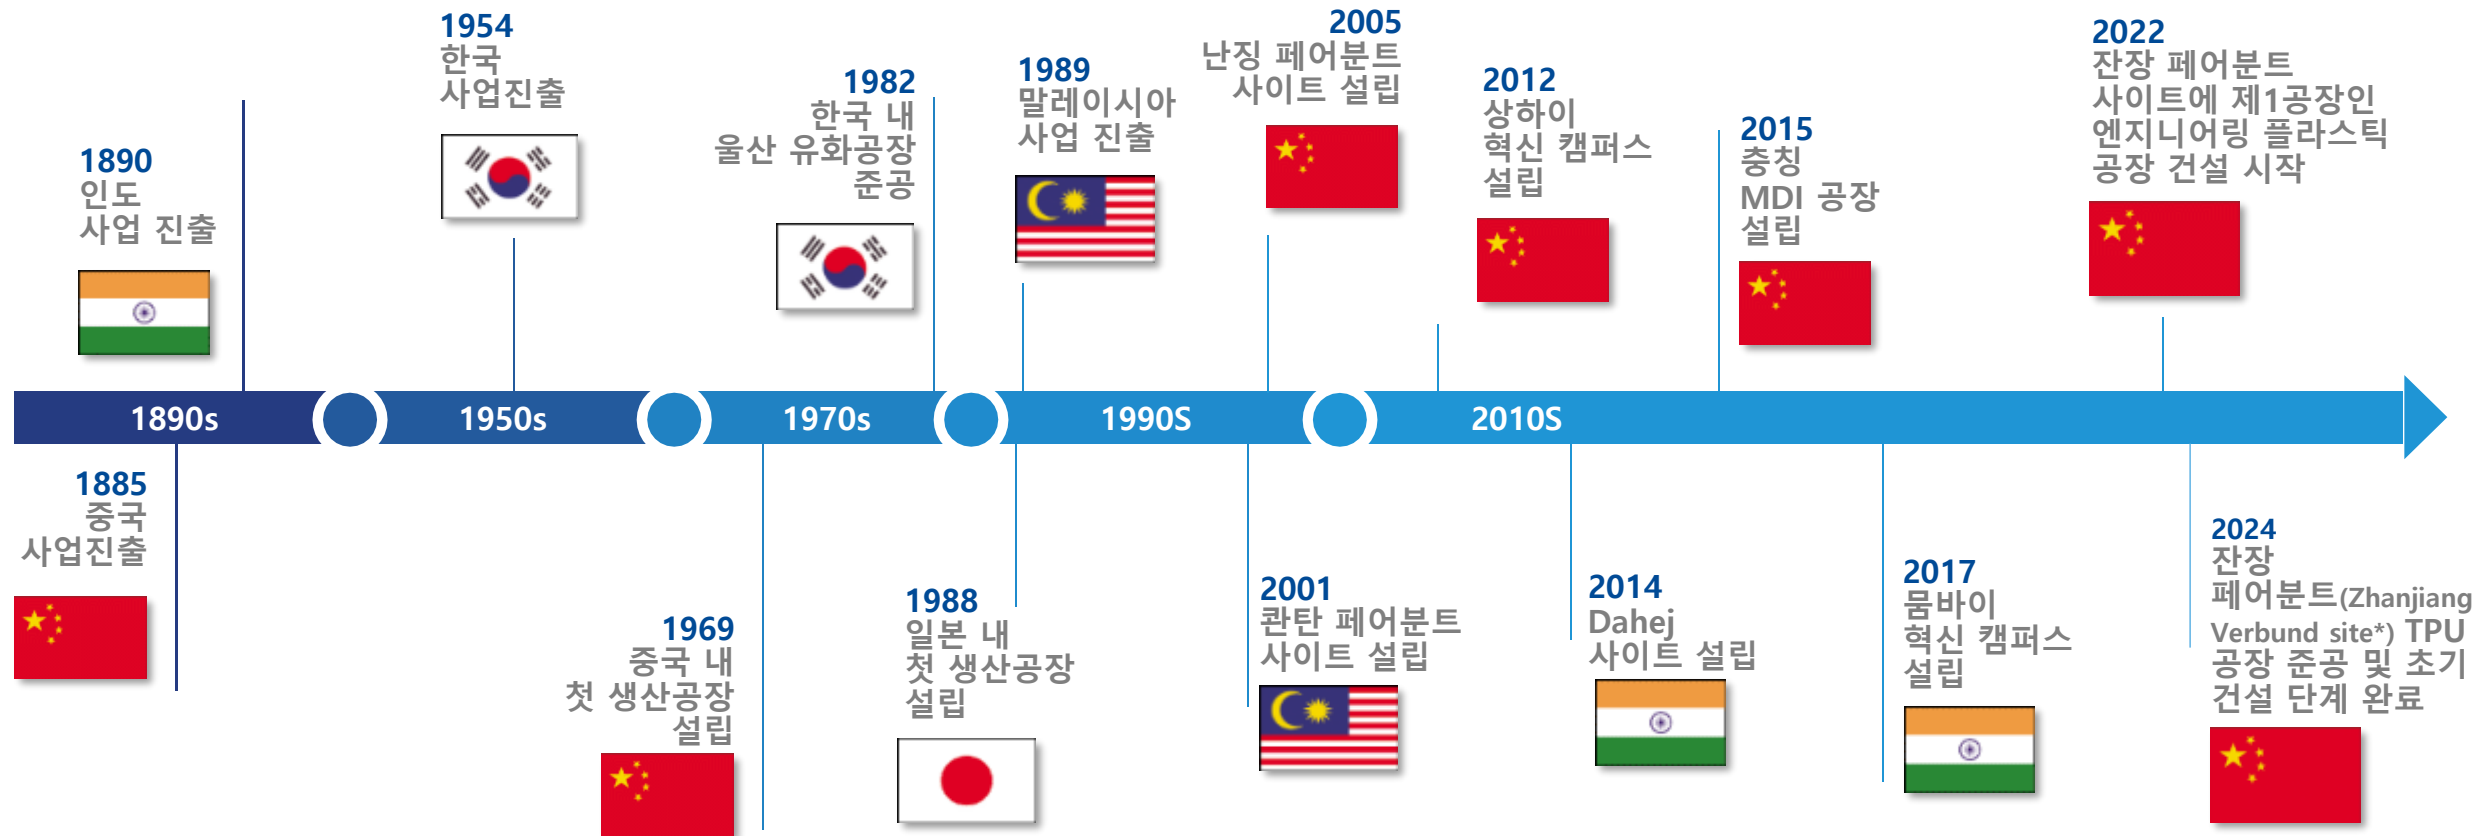 1954
한국
사업진출
2005
난징 페어분트
사이트 설립
2022
잔장 페어분트
사이트에 제1공장인
엔지니어링 플라스틱
공장 건설 시작
1982
한국 내
울산 유화공장
준공
1989
말레이시아
사업 진출
2012
상하이
혁신 캠퍼스
설립
2015
충칭
MDI 공장
설립
1890
인도
사업 진출
1890s
1950s
1970s
1990S
2010S
1885
중국
사업진출
1969
중국 내
첫 생산공장
설립
1988
일본 내
첫 생산공장
설립
2001
콴탄 페어분트
사이트 설립
2014
Dahej
사이트 설립
2017
뭄바이
혁신 캠퍼스
설립
2024
잔장
페어분트(Zhanjiang
Verbund site*) TPU
공장 준공 및 초기
건설 단계 완료